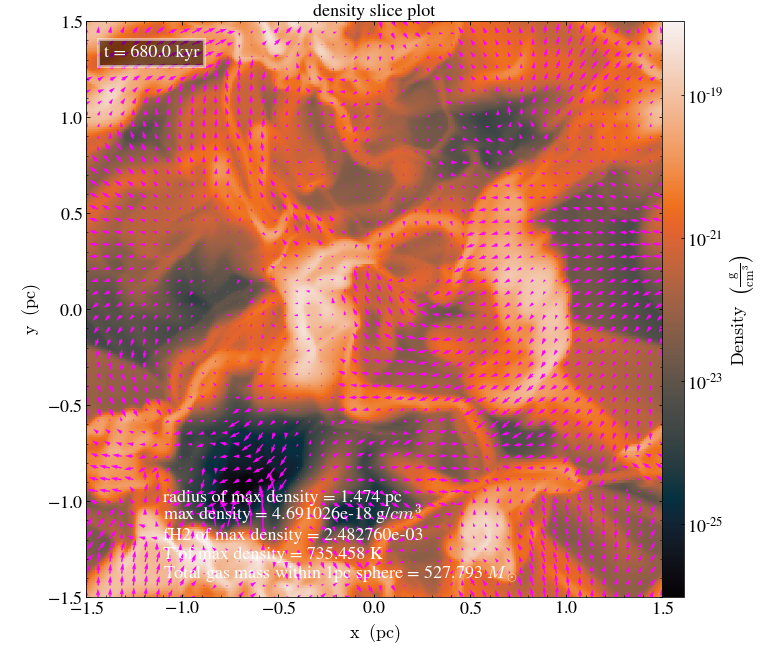 density slice plot
t = 680.0 kyr
1.5
1.0
0.5
0.0
−0.5
−1.0
−1.5
y (pc)
radius of max density = 1.474 pc
max density = 4.691026e-18 g/cm³
fH2 of max density = 2.482760e-03
T of max density = 735.458 K
Total gas mass within 1pc sphere = 527.793 M☉
−1.5 −1.0 −0.5 0.0 0.5 1.0 1.5
x (pc)
10⁻¹⁹
10⁻²¹
10⁻²³
10⁻²⁵
Density (g/cm³)